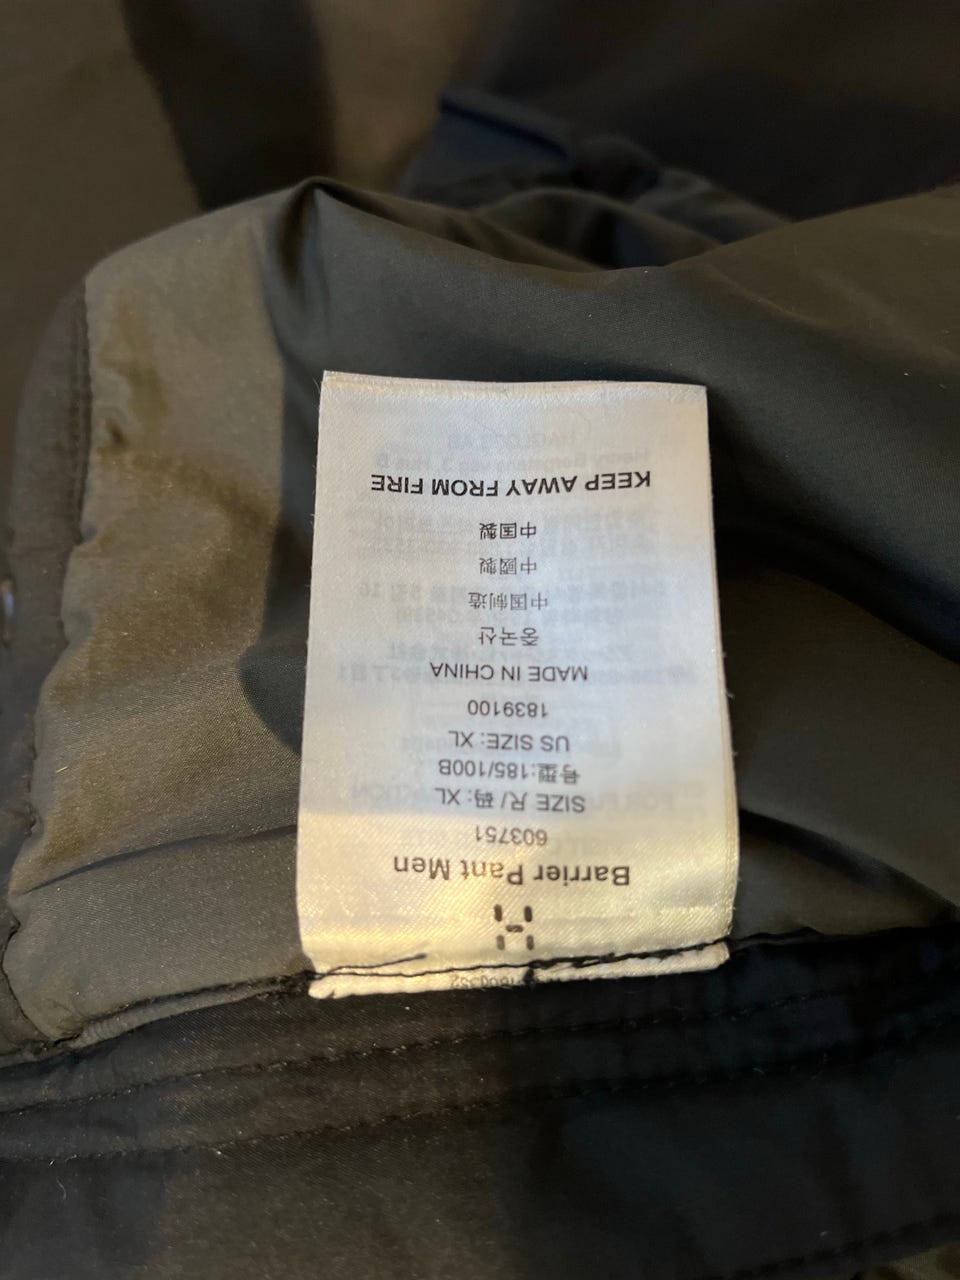 Barrier Pant Men
603751
SIZE 尺/码: XL
号型:185/100B
US SIZE: XL
1839100
MADE IN CHINA
중국산
中国制造
中國製
中国製
KEEP AWAY FROM FIRE